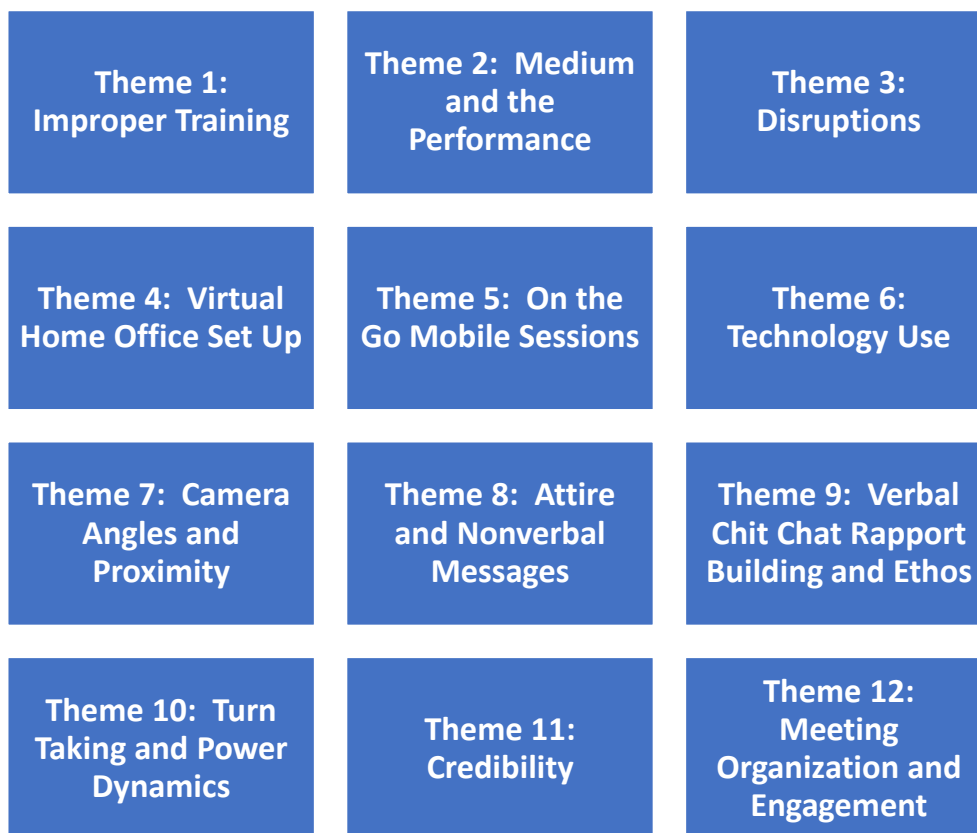 Theme 1:
Improper Training
Theme 2:  Medium
and the
Performance
Theme 3:
Disruptions
Theme 4:  Virtual
Home Office Set Up
Theme 5:  On the
Go Mobile Sessions
Theme 6:
Technology Use
Theme 7:  Camera
Angles and
Proximity
Theme 8:  Attire
and Nonverbal
Messages
Theme 9:  Verbal
Chit Chat Rapport
Building and Ethos
Theme 10:  Turn
Taking and Power
Dynamics
Theme 11:
Credibility
Theme 12:
Meeting
Organization and
Engagement